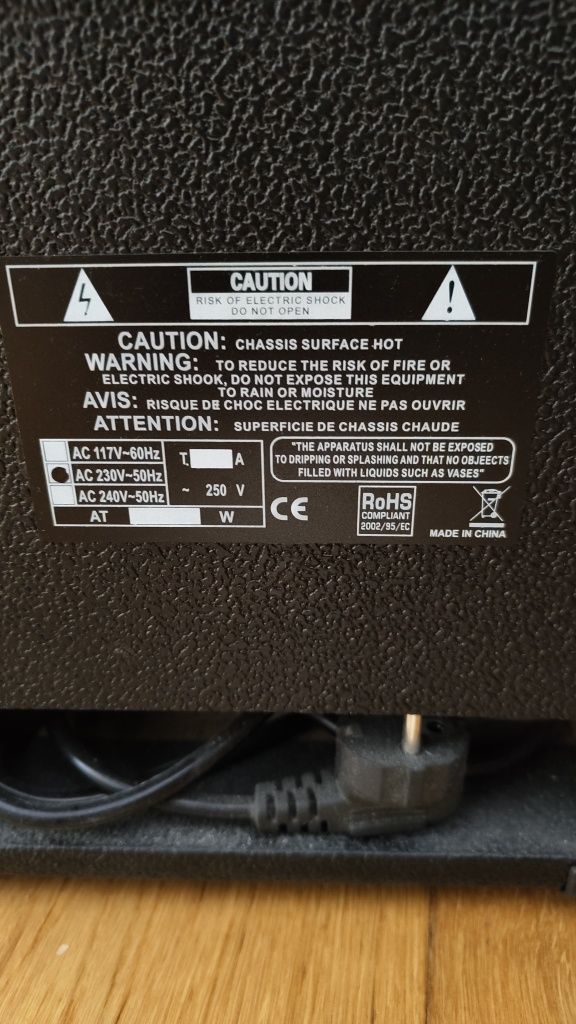 CAUTION
RISK OF ELECTRIC SHOCK
DO NOT OPEN
CAUTION: CHASSIS SURFACE HOT
WARNING: TO REDUCE THE RISK OF FIRE OR
ELECTRIC SHOOK, DO NOT EXPOSE THIS EQUIPMENT
TO RAIN OR MOISTURE
AVIS: RISQUE DE CHOC ELECTRIQUE NE PAS OUVRIR
ATTENTION: SUPERFICIE DE CHASSIS CHAUDE
AC 117V~60Hz
AC 230V~50Hz
AC 240V~50Hz
T. A
~ 250 V
AT W
"THE APPARATUS SHALL NOT BE EXPOSED
TO DRIPPING OR SPLASHING AND THAT NO OBJEECTS
FILLED WITH LIQUIDS SUCH AS VASES"
CE
RoHS
COMPLIANT
2002/95/EC
MADE IN CHINA